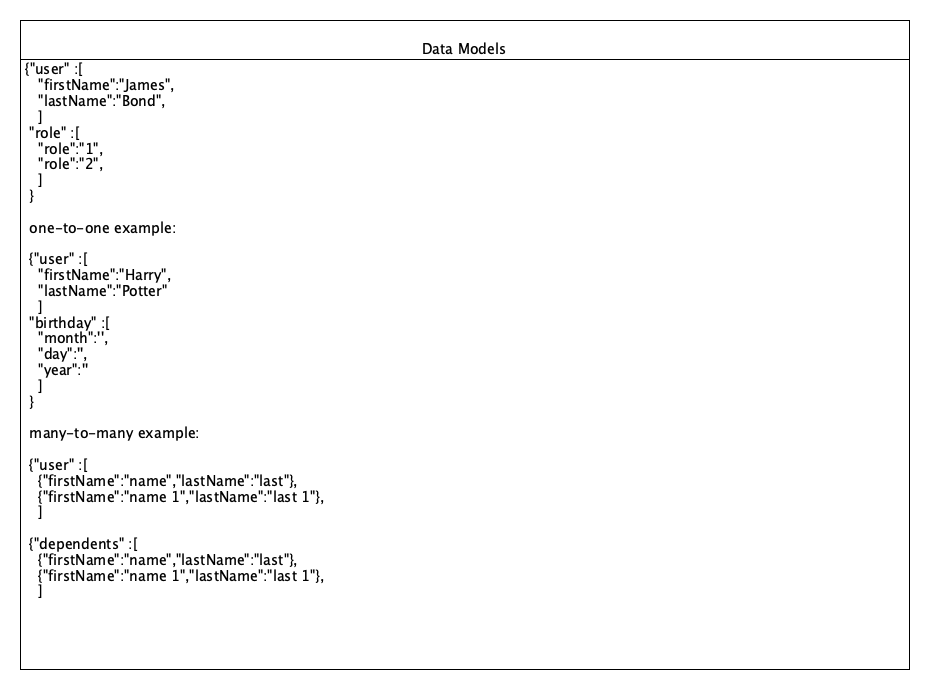 Data Models
{"user" :[
"firstName":"James",
"lastName":"Bond",
]
"role" :[
"role":"1",
"role":"2",
]
}
one-to-one example:
{"user" :[
"firstName":"Harry",
"lastName":"Potter"
]
"birthday" :[
"month":'',
"day":'',
"year":''
]
}
many-to-many example:
{"user" :[
{"firstName":"name","lastName":"last"},
{"firstName":"name 1","lastName":"last 1"},
]
{"dependents" :[
{"firstName":"name","lastName":"last"},
{"firstName":"name 1","lastName":"last 1"},
]